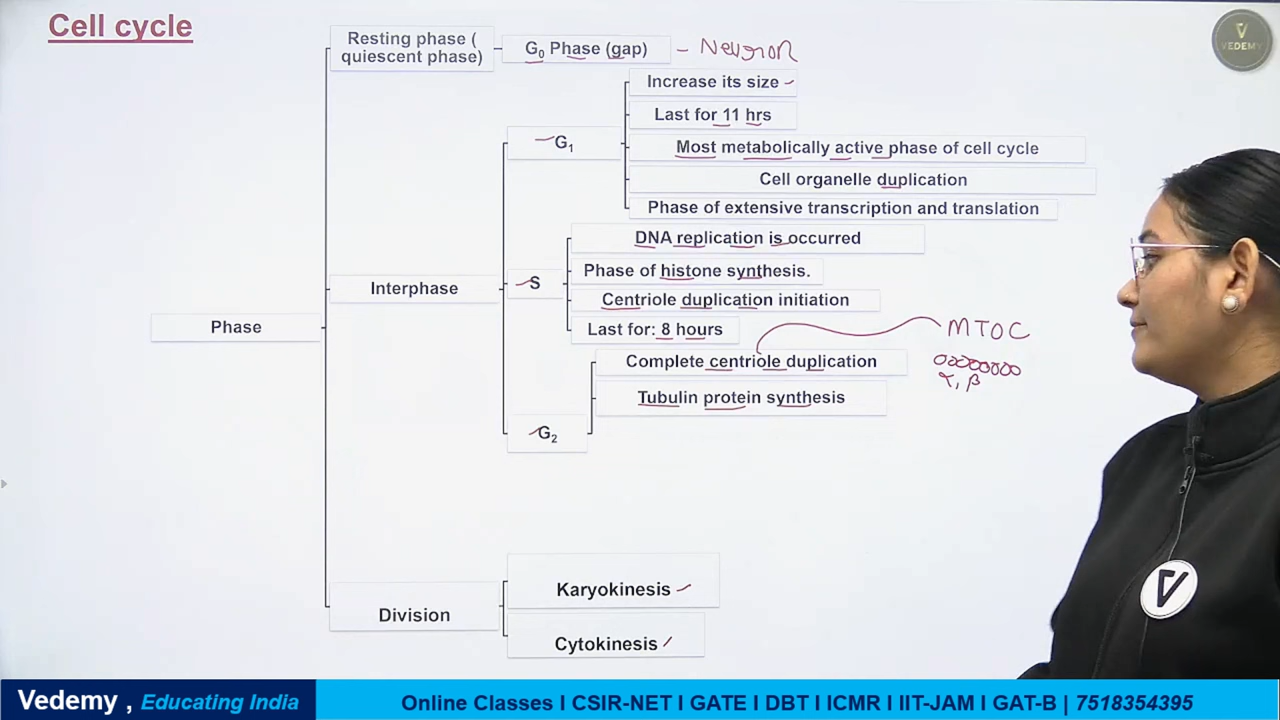 Cell cycle
VEDEMY
Resting phase (
quiescent phase)
G₀ Phase (gap)
- Neuron
Increase its size
Last for 11 hrs
G₁
Most metabolically active phase of cell cycle
Cell organelle duplication
Phase of extensive transcription and translation
DNA replication is occurred
Phase of histone synthesis.
Interphase
S
Centriole duplication initiation
Phase
Last for: 8 hours
MTOC
Complete centriole duplication
α, β
Tubulin protein synthesis
G₂
Karyokinesis
Division
Cytokinesis
Vedemy , Educating India
Online Classes I CSIR-NET I GATE I DBT I ICMR I IIT-JAM I GAT-B | 7518354395